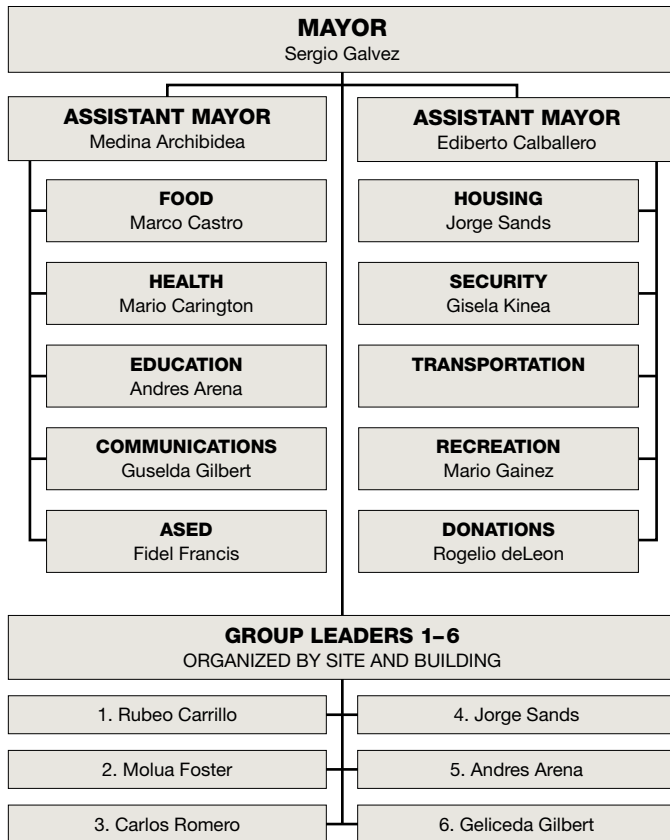 MAYOR
Sergio Galvez
ASSISTANT MAYOR
Medina Archibidea
FOOD
Marco Castro
HEALTH
Mario Carington
EDUCATION
Andres Arena
COMMUNICATIONS
Guselda Gilbert
ASED
Fidel Francis
ASSISTANT MAYOR
Ediberto Calballero
HOUSING
Jorge Sands
SECURITY
Gisela Kinea
TRANSPORTATION
RECREATION
Mario Gainez
DONATIONS
Rogelio deLeon
GROUP LEADERS 1–6
ORGANIZED BY SITE AND BUILDING
1. Rubeo Carrillo
2. Molua Foster
3. Carlos Romero
4. Jorge Sands
5. Andres Arena
6. Geliceda Gilbert